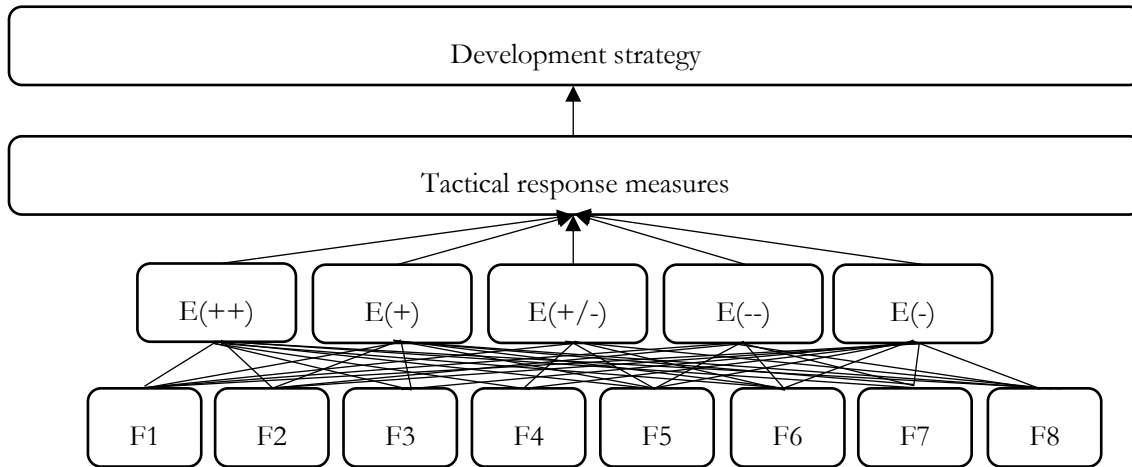 Development strategy
Tactical response measures
E(++) E(+) E(+/-) E(--) E(-)
F1 F2 F3 F4 F5 F6 F7 F8